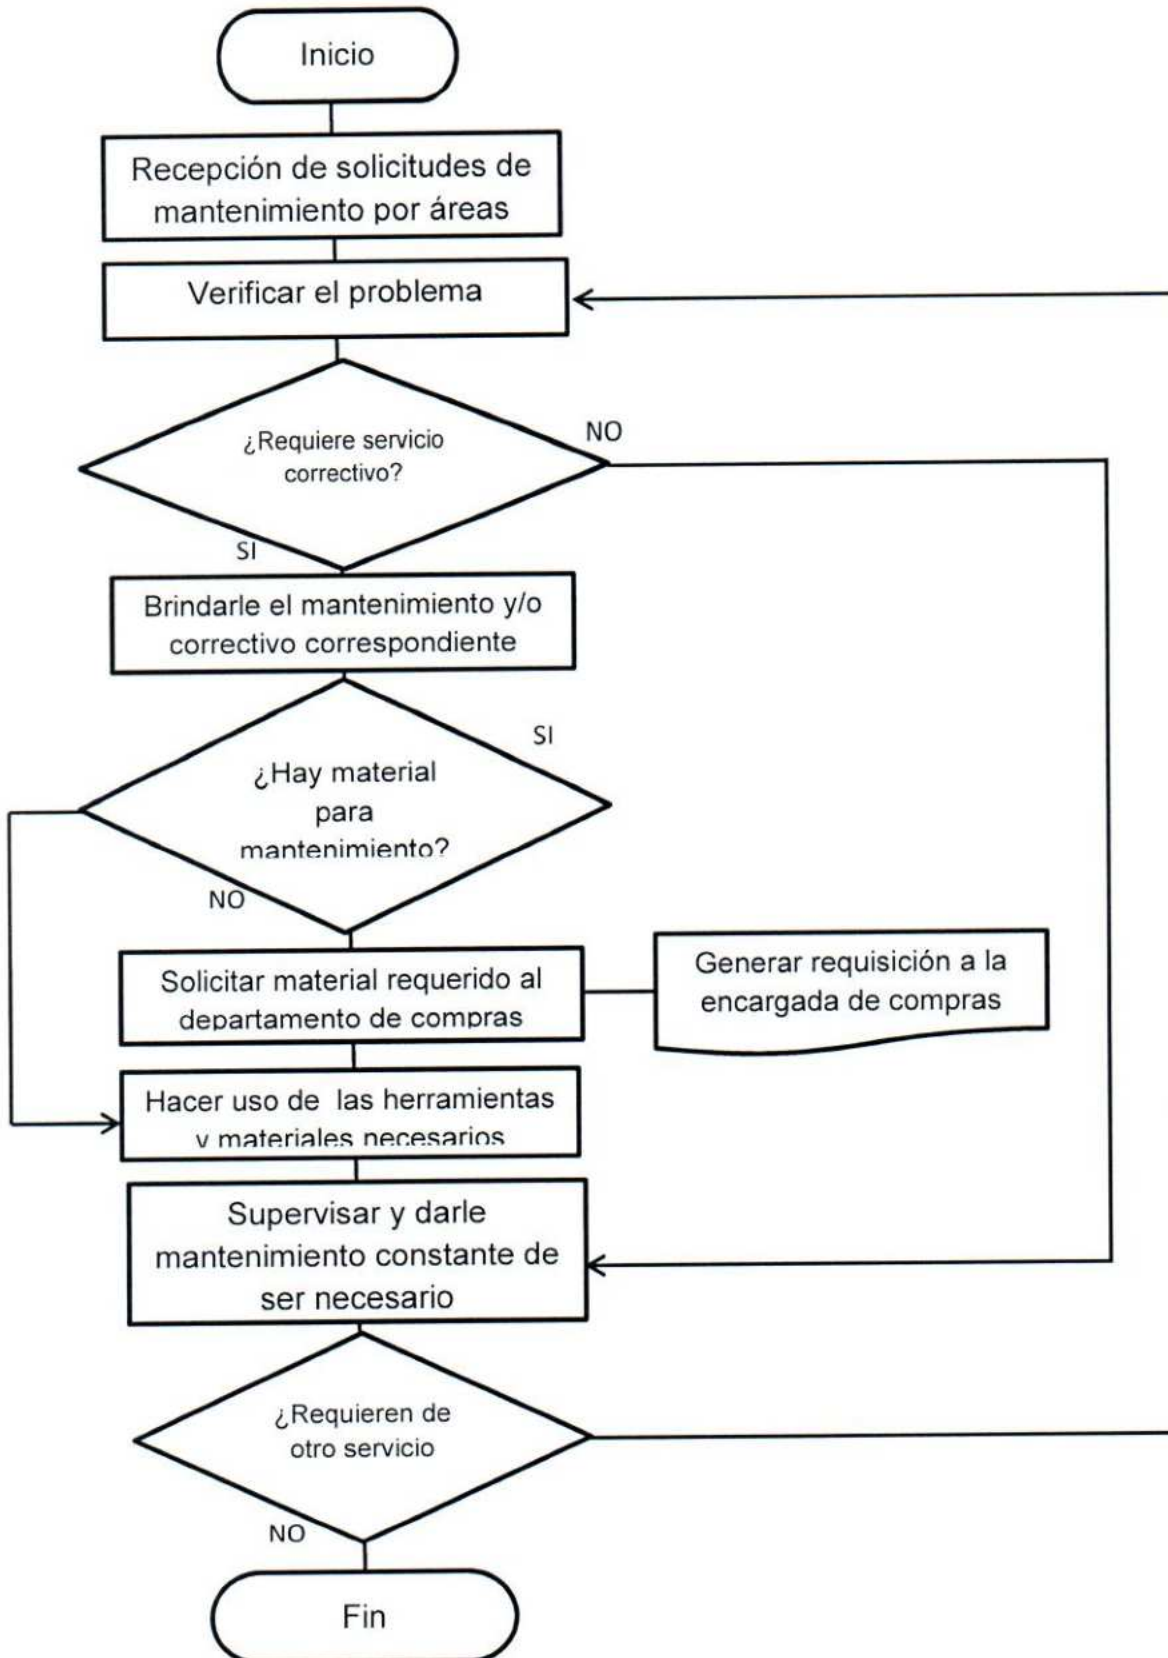 Inicio
Recepción de solicitudes de
mantenimiento por áreas
Verificar el problema
¿Requiere servicio
correctivo?
NO
SI
Brindarle el mantenimiento y/o
correctivo correspondiente
SI
¿Hay material
para
mantenimiento?
NO
Solicitar material requerido al
departamento de compras
Generar requisición a la
encargada de compras
Hacer uso de las herramientas
y materiales necesarios
Supervisar y darle
mantenimiento constante de
ser necesario
¿Requieren de
otro servicio
NO
Fin